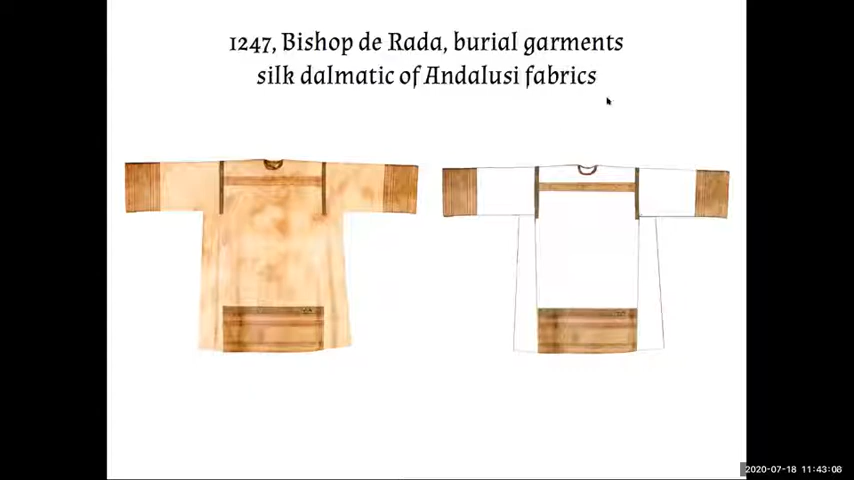 1247, Bishop de Rada, burial garments
silk dalmatic of Andalusi fabrics
2020-07-18 11:43:08